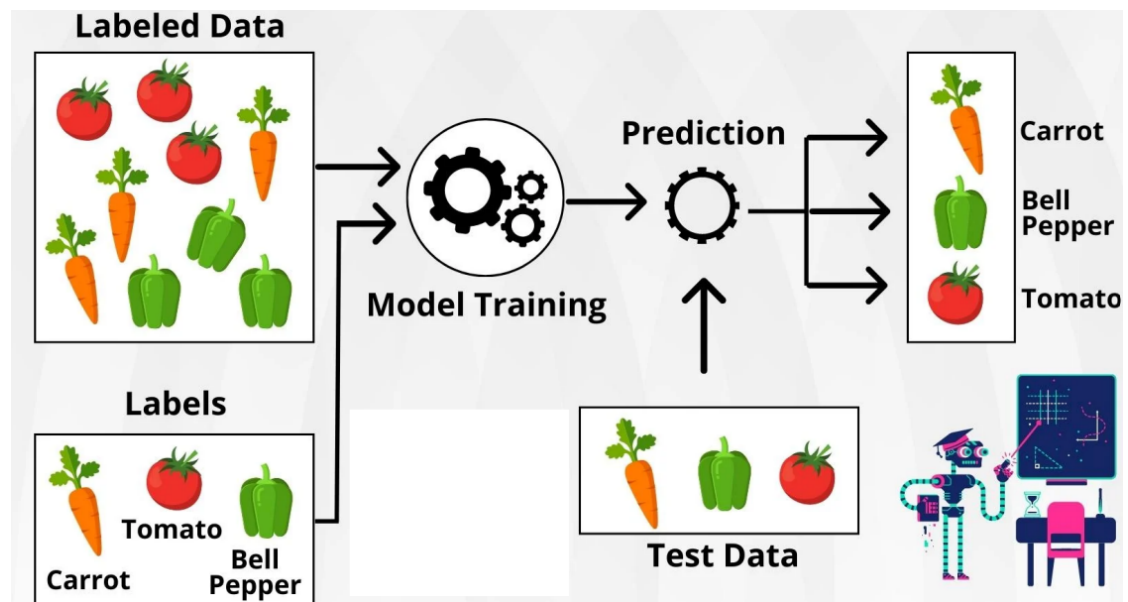 Labeled Data
Labels
Carrot
Tomato
Bell
Pepper
Model Training
Prediction
Test Data
Carrot
Bell
Pepper
Tomato